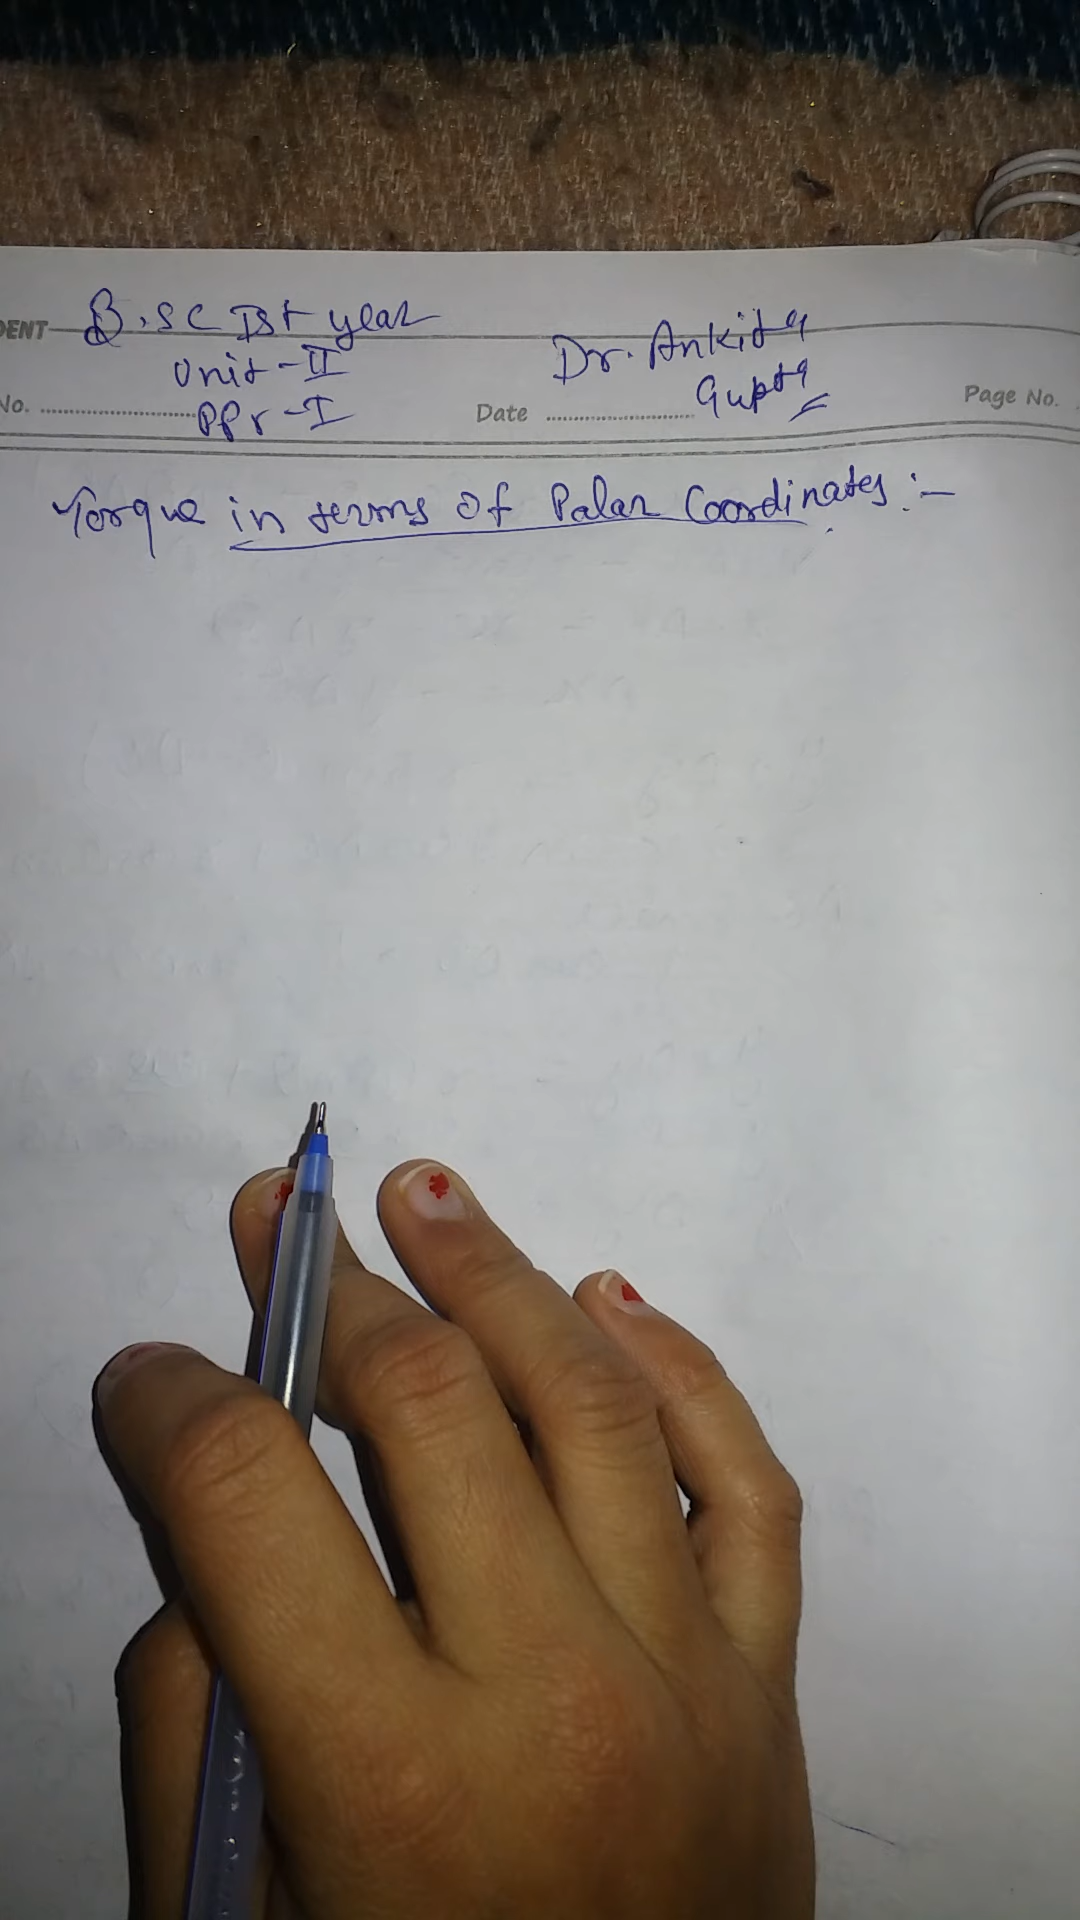 DENT B.Sc Ist year
Unit-II
Dr. Ankita
Gupta
No. PPr-I Date Page No.
Torque in terms of Palar Coordinates :-